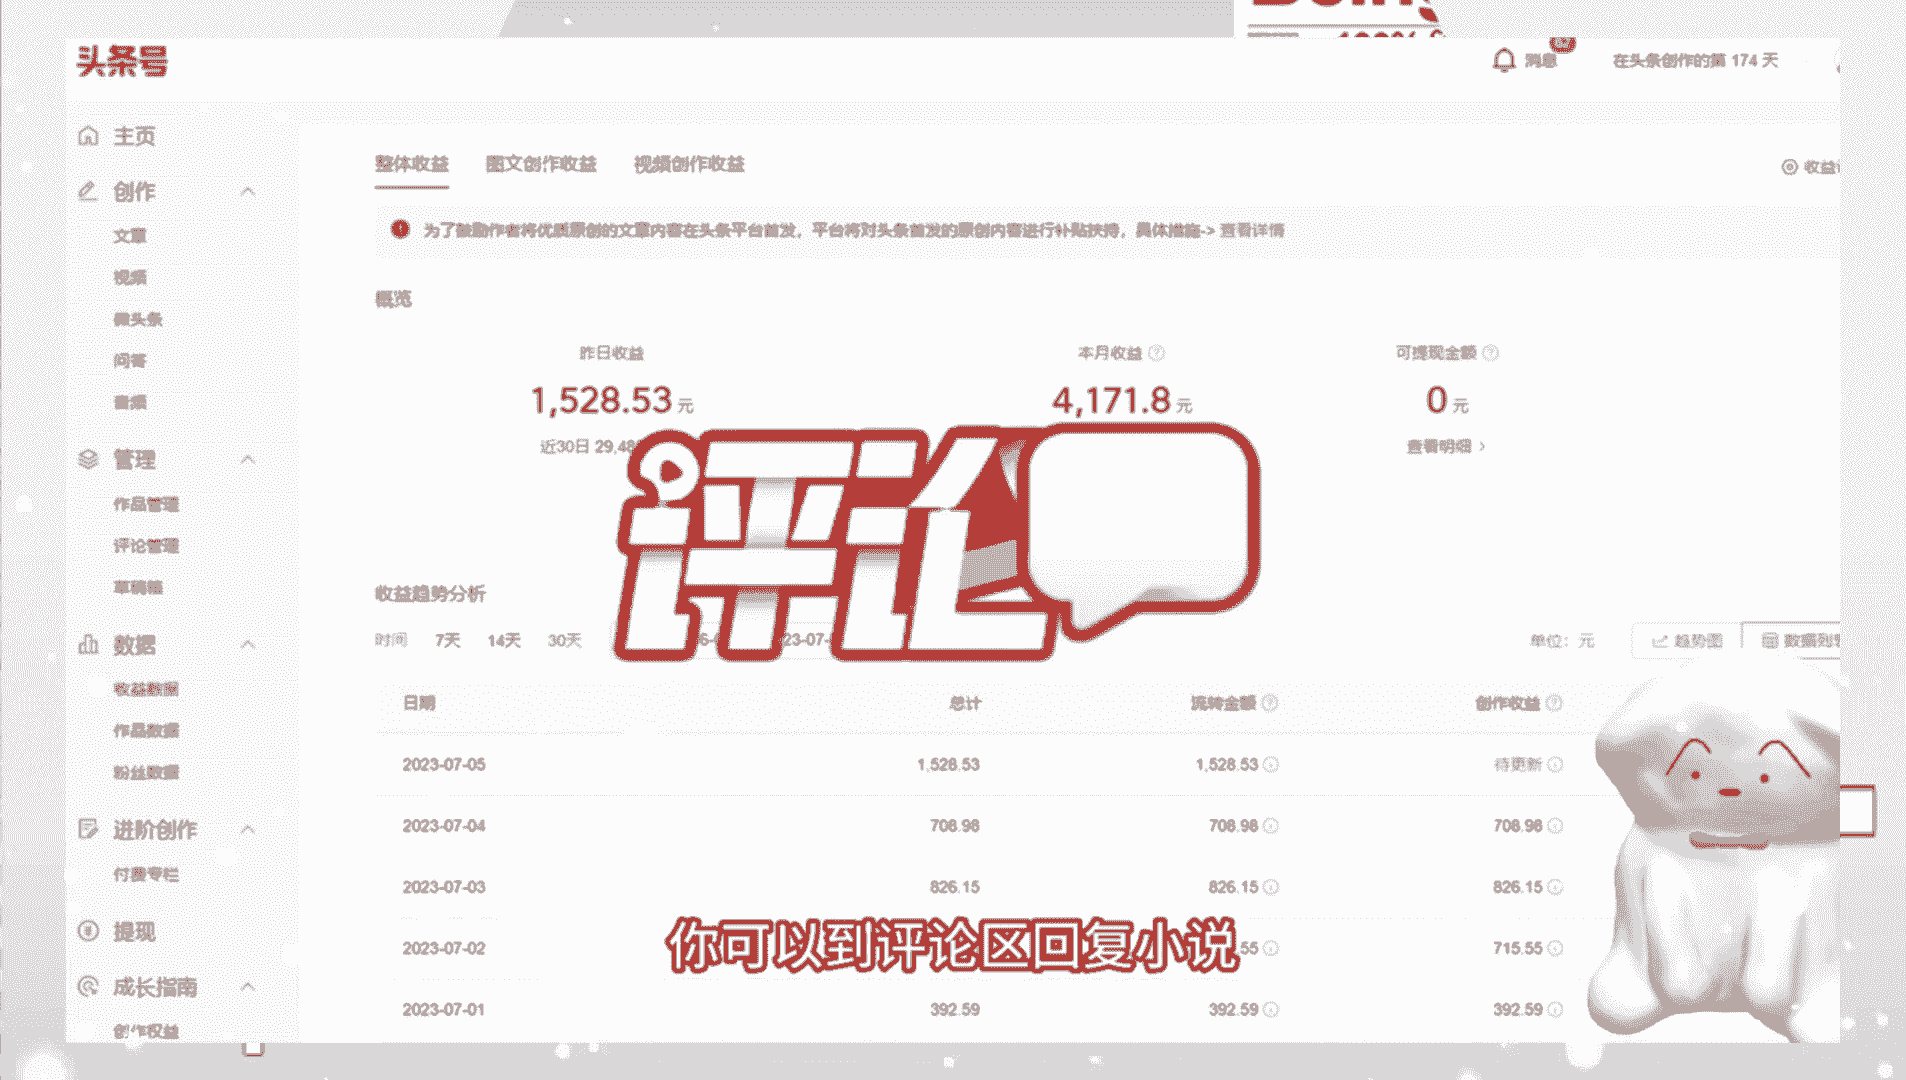 头条号
消息
在头条创作的第 174 天
主页
创作
文章
视频
微头条
问答
音频
管理
作品管理
评论管理
草稿箱
数据
收益数据
作品数据
粉丝数据
进阶创作
付费专栏
提现
成长指南
创作权益
整体收益 图文创作收益 视频创作收益
收益
为了鼓励作者将优质原创的文章内容在头条平台首发，平台将对头条首发的原创内容进行补贴扶持，具体措施-> 查看详情
概览
昨日收益 本月收益 可提现金额
1,528.53 元 4,171.8 元 0 元
近30日 29,48 查看明细
评论
收益趋势分析
时间 7天 14天 30天 23-07- 单位：元 趋势图 数据列
日期 总计 流转金额 创作收益
2023-07-05 1,528.53 1,528.53 待更新
2023-07-04 708.98 708.98 708.98
2023-07-03 826.15 826.15 826.15
2023-07-02 .55 715.55
你可以到评论区回复小说
2023-07-01 392.59 392.59 392.59